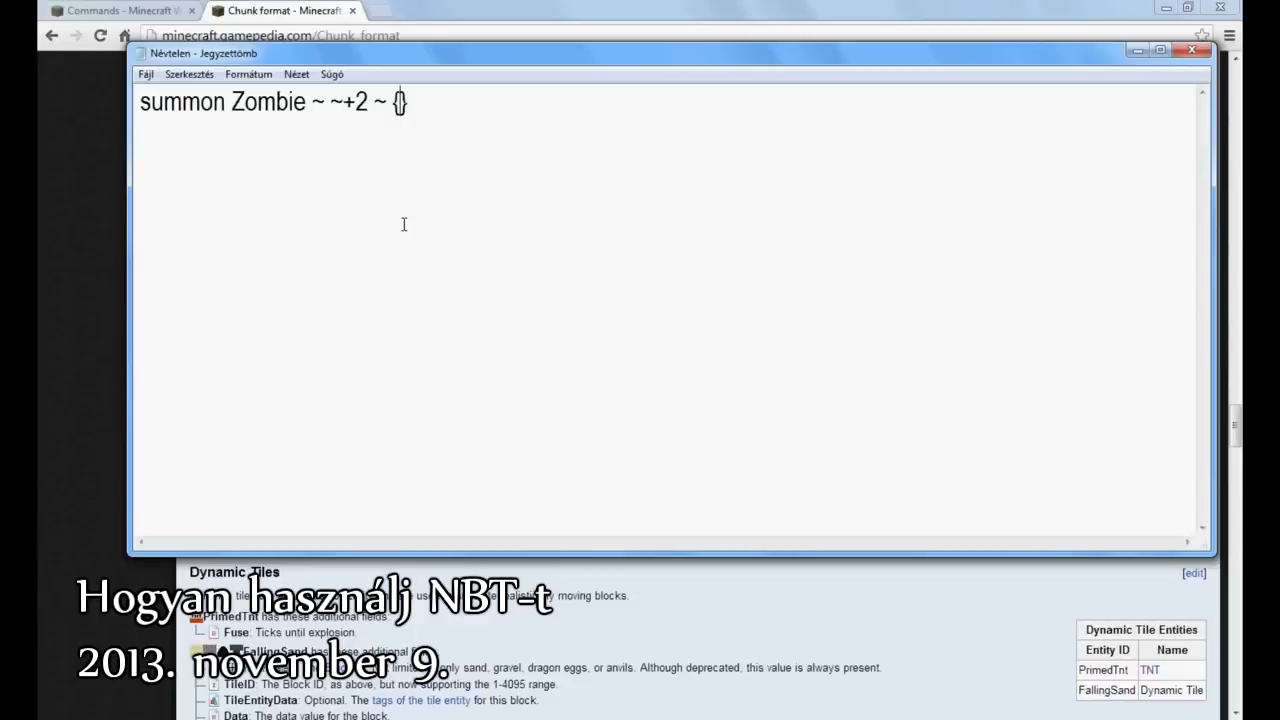 Commands - Minecraft W
Chunk format - Minecraft
minecraft.gamepedia.com/Chunk_format
Névtelen - Jegyzettömb
Fájl Szerkesztés Formátum Nézet Súgó
summon Zombie ~ ~+2 ~ {}
Dynamic Tiles
[edit]
moving blocks.
PrimedTnt has these additional fields
Fuse: Ticks until explosion.
FallingSand has these additional
only sand, gravel, dragon eggs, or anvils. Although deprecated, this value is always present.
TileID: The Block ID, as above, but now supporting the 1-4095 range.
TileEntityData: Optional. The tags of the tile entity for this block.
Data: The data value for the block.
Dynamic Tile Entities
Entity ID Name
PrimedTnt TNT
FallingSand Dynamic Tile
Hogyan használj NBT-t
2013. november 9.